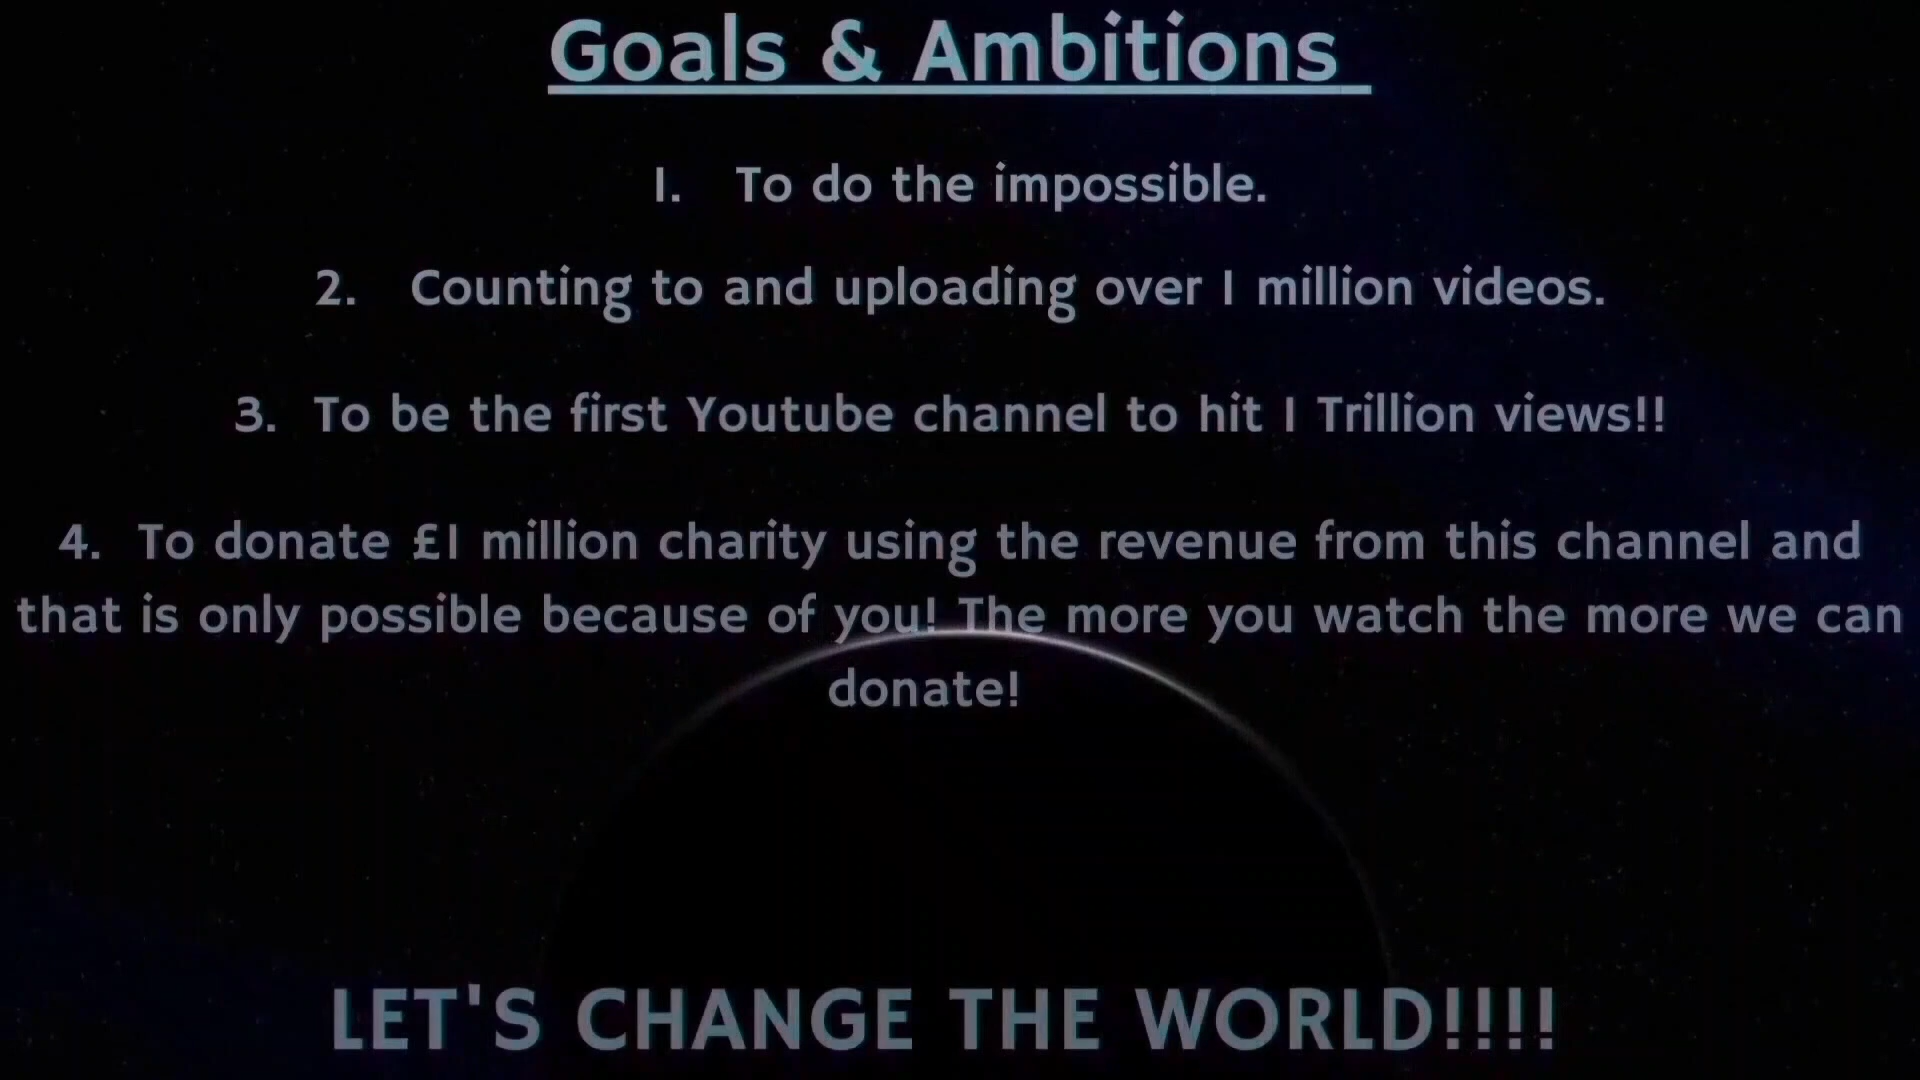 Goals & Ambitions
1. To do the impossible.
2. Counting to and uploading over 1 million videos.
3. To be the first Youtube channel to hit 1 Trillion views!!
4. To donate £1 million charity using the revenue from this channel and
that is only possible because of you! The more you watch the more we can
donate!
LET'S CHANGE THE WORLD!!!!